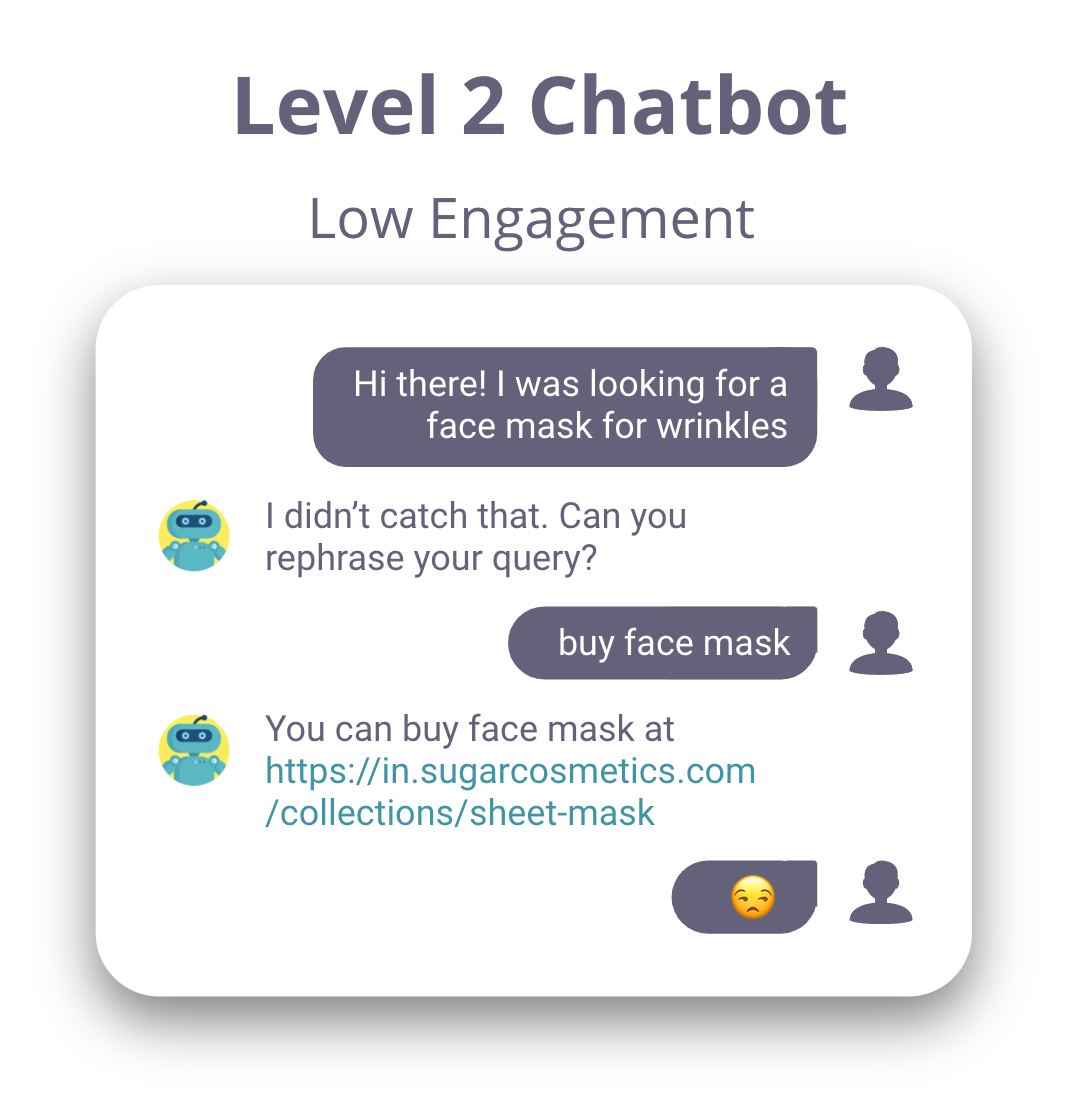 Level 2 Chatbot
Low Engagement
Hi there! I was looking for a
face mask for wrinkles
I didn’t catch that. Can you
rephrase your query?
buy face mask
You can buy face mask at
https://in.sugarcosmetics.com
/collections/sheet-mask
😒